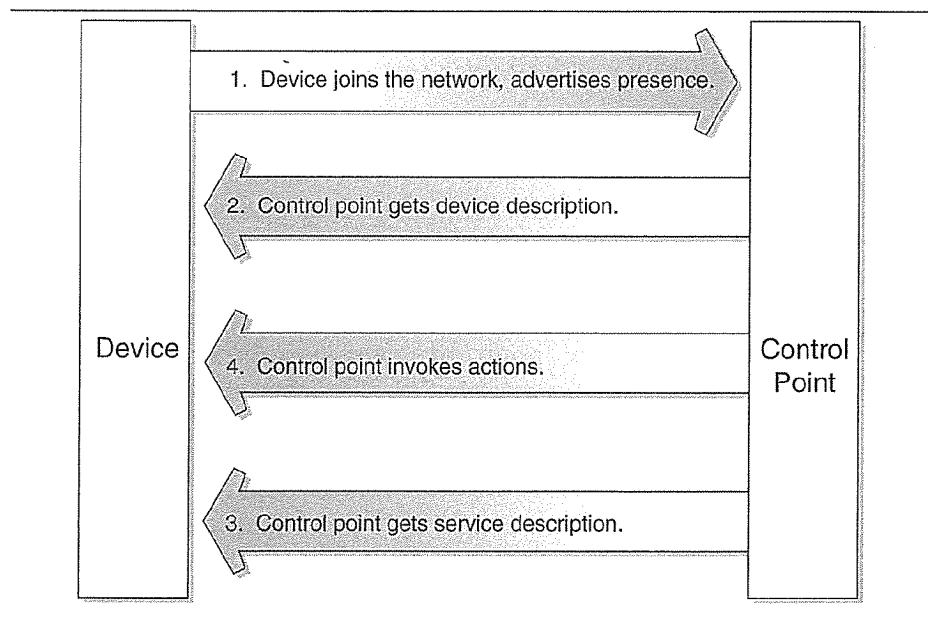 1. Device joins the network, advertises presence.
2. Control point gets device description.
Device
4. Control point invokes actions.
Control
Point
3. Control point gets service description.